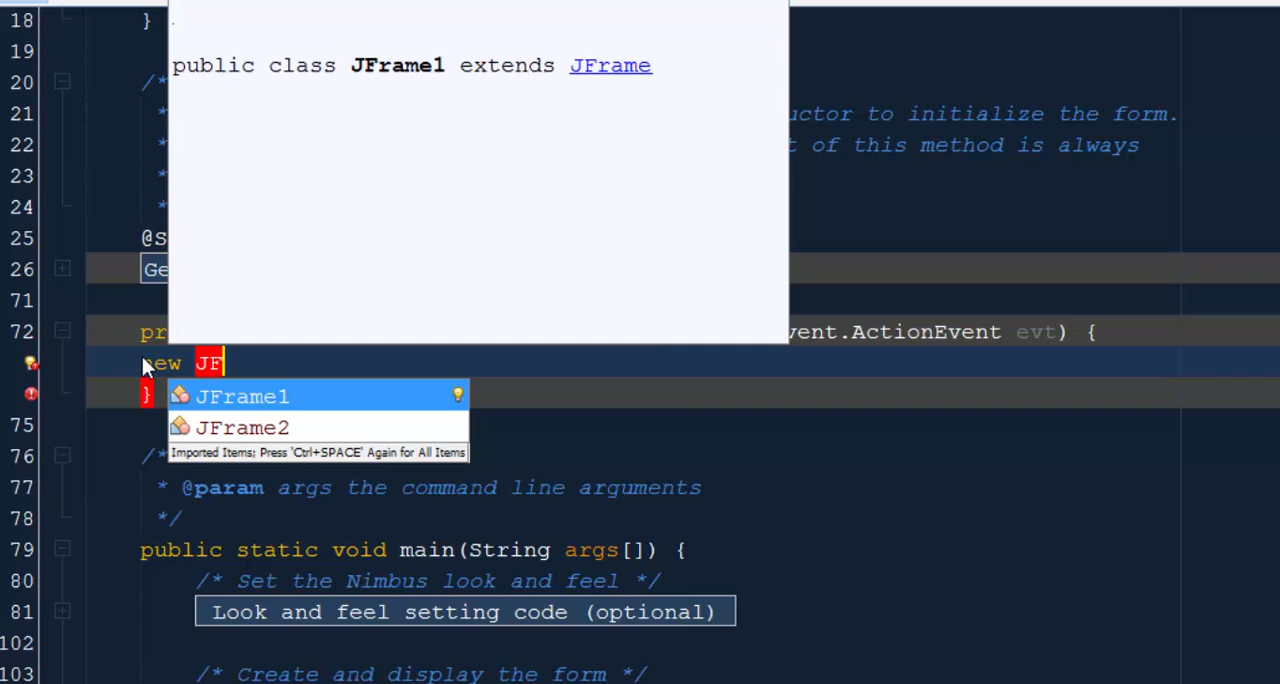 18 }
.
19
public class JFrame1 extends JFrame
20 /*
21 * uctor to initialize the form.
22 * t of this method is always
23 *
24 *
25 @s
26 Ge
71
72 pr vent.ActionEvent evt) {
new JF
}
JFrame1
JFrame2
Imported Items; Press 'Ctrl+SPACE' Again for All Items
75
76 /*
77 * @param args the command line arguments
78 */
79 public static void main(String args[]) {
80 /* Set the Nimbus look and feel */
81 Look and feel setting code (optional)
102
103 /* Create and display the form */